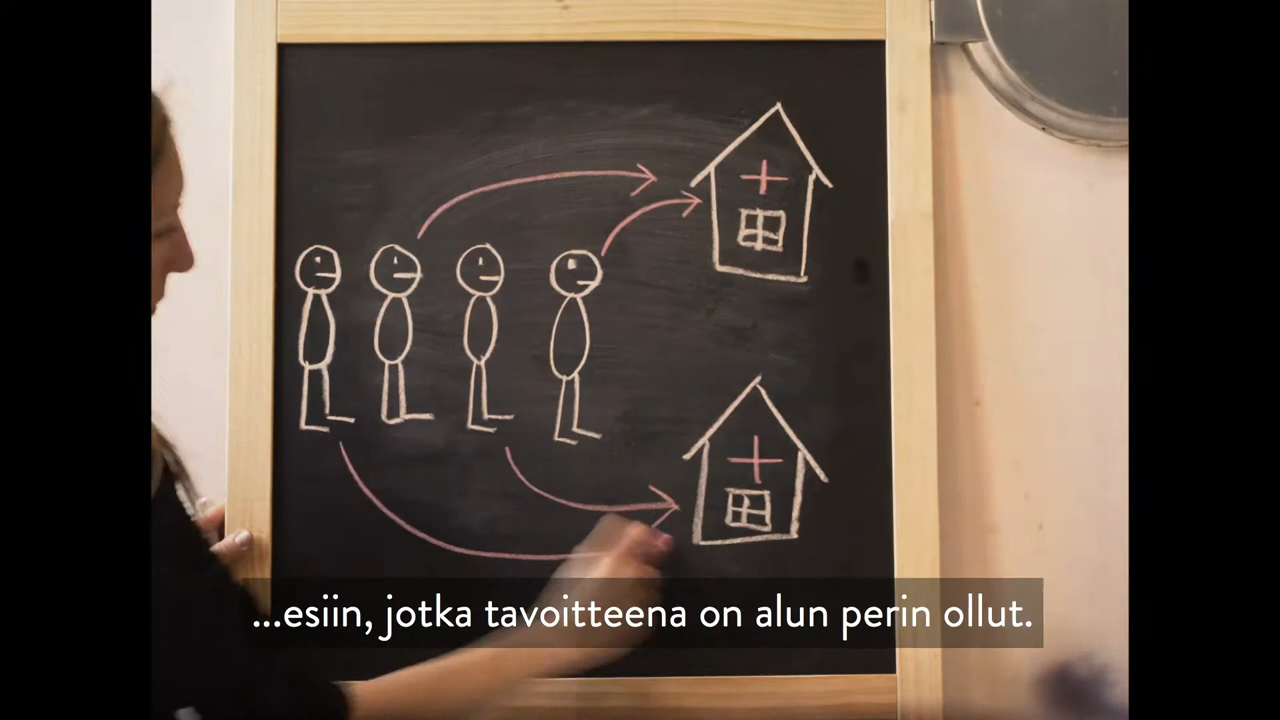 ...esiin, jotka tavoitteena on alun perin ollut.